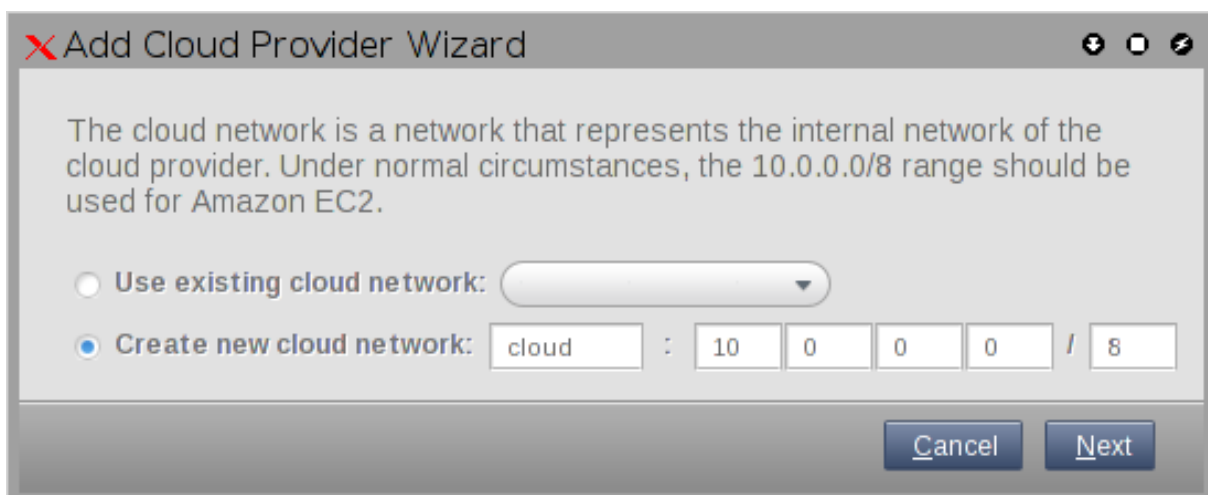 Add Cloud Provider Wizard
The cloud network is a network that represents the internal network of the
cloud provider. Under normal circumstances, the 10.0.0.0/8 range should be
used for Amazon EC2.
Use existing cloud network:
Create new cloud network: cloud : 10 0 0 0 / 8
Cancel Next